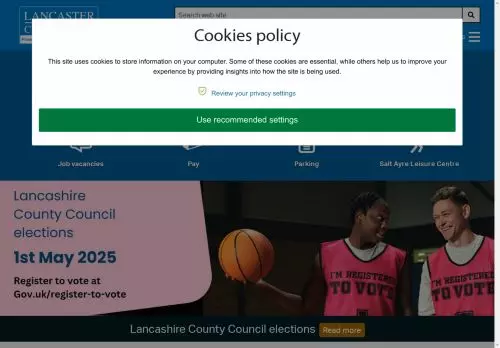 LANCASTER
Search web site
Cookies policy
This site uses cookies to store information on your computer. Some of these cookies are essential, while others help us to improve your
experience by providing insights into how the site is being used.
Review your privacy settings
Use recommended settings
Job vacancies
Pay
Parking
Salt Ayre Leisure Centre
Lancashire
County Council
elections
1st May 2025
Register to vote at
Gov.uk/register-to-vote
I'M REGISTERED
TO VOTE
I'M REGISTERED
TO VOTE
Lancashire County Council elections
Read more